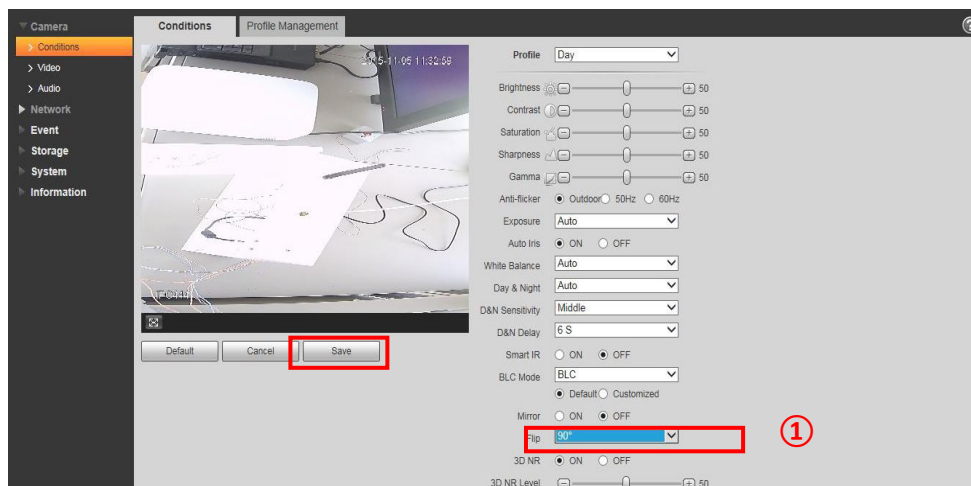 Camera
Conditions
Video
Audio
Network
Event
Storage
System
Information
Conditions Profile Management
11-05 11:32:59
Default Cancel Save
Profile Day
Brightness 50
Contrast 50
Saturation 50
Sharpness 50
Gamma 50
Anti-flicker Outdoor 50Hz 60Hz
Exposure Auto
Auto Iris ON OFF
White Balance Auto
Day & Night Auto
D&N Sensitivity Middle
D&N Delay 6 S
Smart IR ON OFF
BLC Mode BLC
Default Customized
Mirror ON OFF
Flip 90°
①
3D NR ON OFF
3D NR Level 50